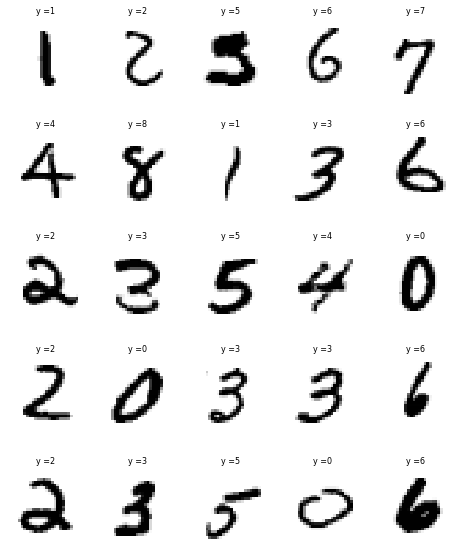 y =1 y =2 y =5 y =6 y =7
1 2 5 6 7
y =4 y =8 y =1 y =3 y =6
4 8 1 3 6
y =2 y =3 y =5 y =4 y =0
2 3 5 4 0
y =2 y =0 y =3 y =3 y =6
2 0 3 3 6
y =2 y =3 y =5 y =0 y =6
2 3 5 0 6